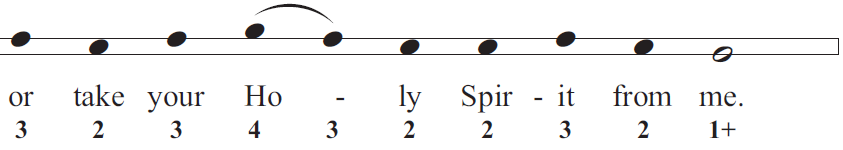 or take your Ho - ly Spir - it from me.
3 2 3 4 3 2 2 3 2 1+